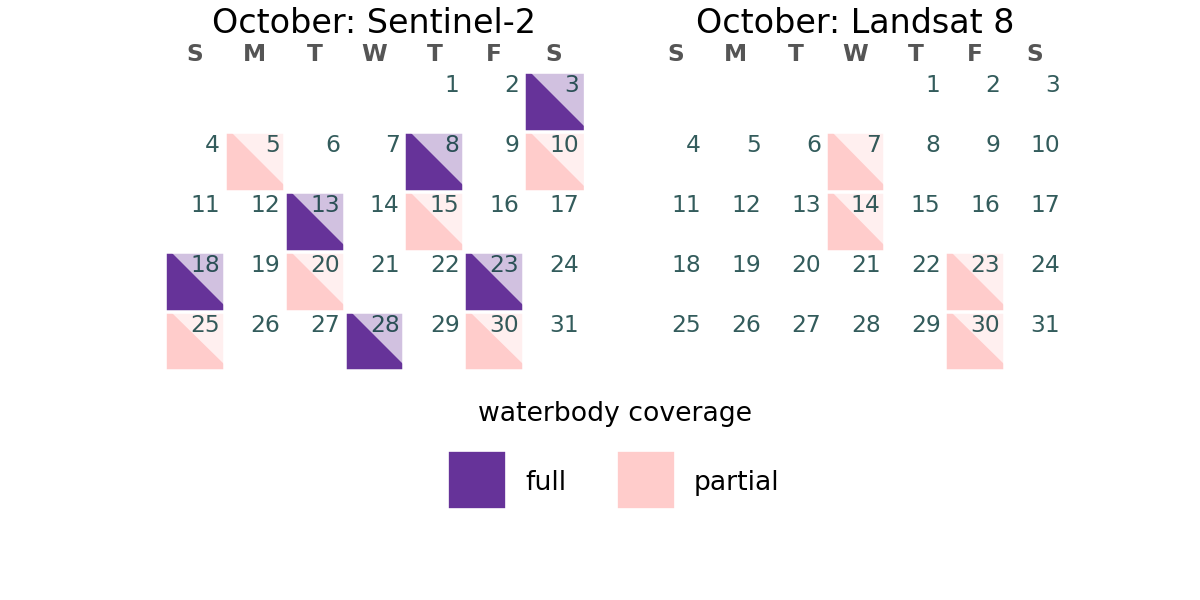 October: Sentinel-2
S M T W T F S
1 2 3
4 5 6 7 8 9 10
11 12 13 14 15 16 17
18 19 20 21 22 23 24
25 26 27 28 29 30 31
October: Landsat 8
S M T W T F S
1 2 3
4 5 6 7 8 9 10
11 12 13 14 15 16 17
18 19 20 21 22 23 24
25 26 27 28 29 30 31
waterbody coverage
full
partial